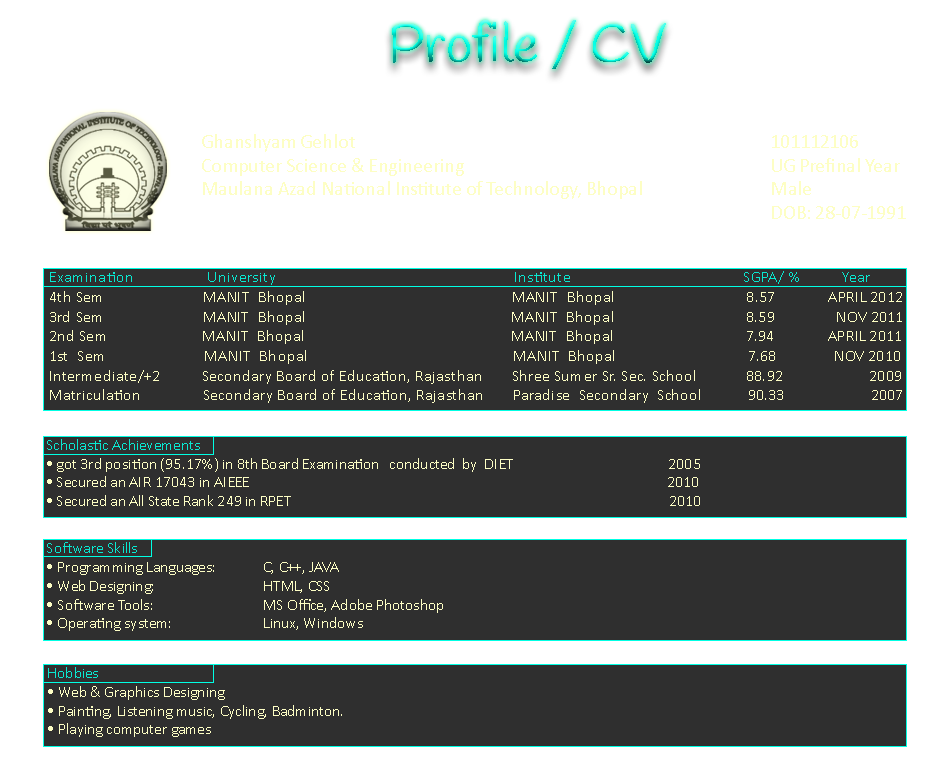 Profile / CV
MAULANA AZAD NATIONAL INSTITUTE OF TECHNOLOGY
Ghanshyam Gehlot 101112106
Computer Science & Engineering UG Prefinal Year
Maulana Azad National Institute of Technology, Bhopal Male
DOB: 28-07-1991
Examination University Institute SGPA/ % Year
4th Sem MANIT Bhopal MANIT Bhopal 8.57 APRIL 2012
3rd Sem MANIT Bhopal MANIT Bhopal 8.59 NOV 2011
2nd Sem MANIT Bhopal MANIT Bhopal 7.94 APRIL 2011
1st Sem MANIT Bhopal MANIT Bhopal 7.68 NOV 2010
Intermediate/+2 Secondary Board of Education, Rajasthan Shree Sumer Sr. Sec. School 88.92 2009
Matriculation Secondary Board of Education, Rajasthan Paradise Secondary School 90.33 2007
Scholastic Achievements
• got 3rd position (95.17%) in 8th Board Examination conducted by DIET 2005
• Secured an AIR 17043 in AIEEE 2010
• Secured an All State Rank 249 in RPET 2010
Software Skills
• Programming Languages: C, C++, JAVA
• Web Designing: HTML, CSS
• Software Tools: MS Office, Adobe Photoshop
• Operating system: Linux, Windows
Hobbies
• Web & Graphics Designing
• Painting, Listening music, Cycling, Badminton.
• Playing computer games